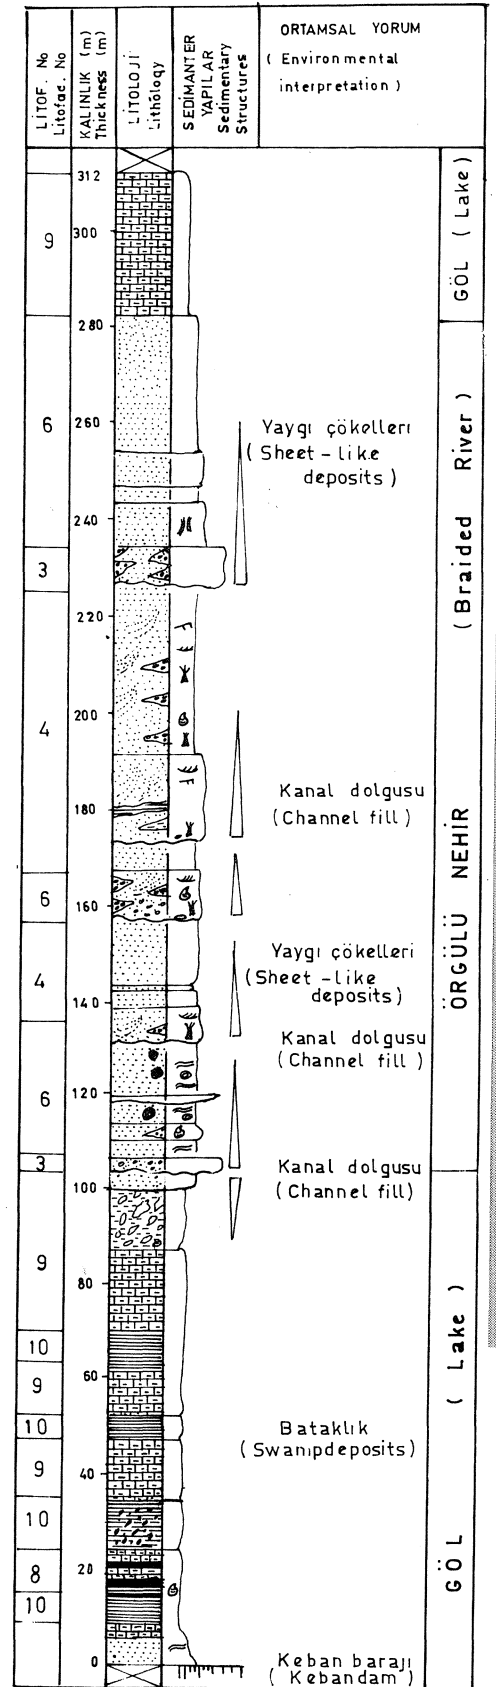 LİTOF. No
Litofac. No
KALINLIK (m)
Thickness (m)
LİTOLOJİ
Lithology
SEDİMANTER
YAPILAR
Sedimentary
Structures
ORTAMSAL YORUM
( Environmental
interpretation )
312
9
300
GÖL ( Lake)
280
6
260
Yaygı çökelleri
(Sheet-like
deposits)
240
3
220
4
200
180
Kanal dolgusu
(Channel fill)
6
160
4
Yaygı çökelleri
(Sheet-like
deposits)
140
Kanal dolgusu
(Channel fill)
6
120
ÖRGÜLÜ NEHİR (Braided River)
3
100
Kanal dolgusu
(Channel fill)
9
80
10
60
9
10
Bataklık
(Swampdeposits)
9
40
10
20
8
10
GÖL ( Lake )
0
Keban barajı
( Kebandam )